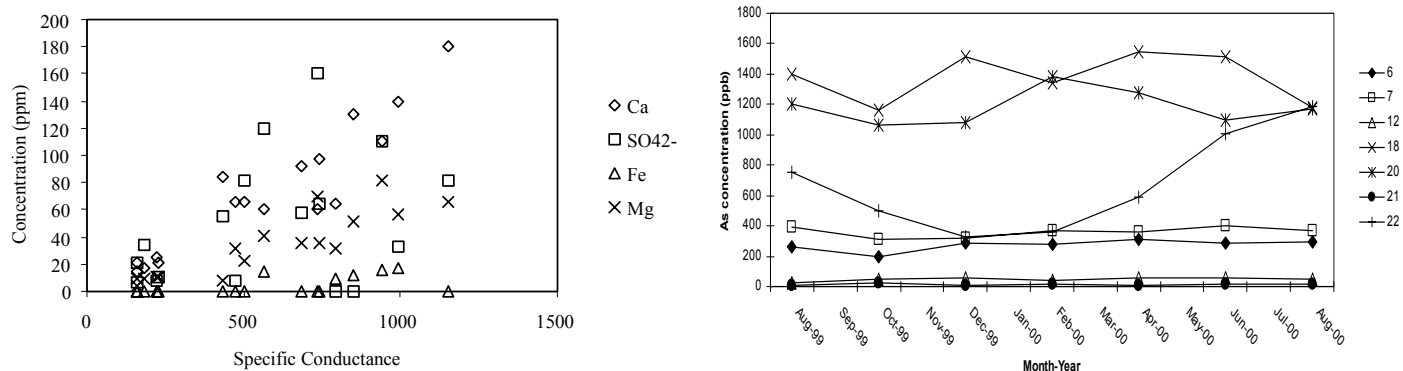 200
180
160
140
120
100
80
60
40
20
0
Concentration (ppm)
0 500 1000 1500
Specific Conductance
Ca
SO42-
Fe
Mg
1800
1600
1400
1200
1000
800
600
400
200
0
As concentration (ppb)
Aug-99 Sep-99 Oct-99 Nov-99 Dec-99 Jan-00 Feb-00 Mar-00 Apr-00 May-00 Jun-00 Jul-00 Aug-00
Month-Year
6
7
12
18
20
21
22